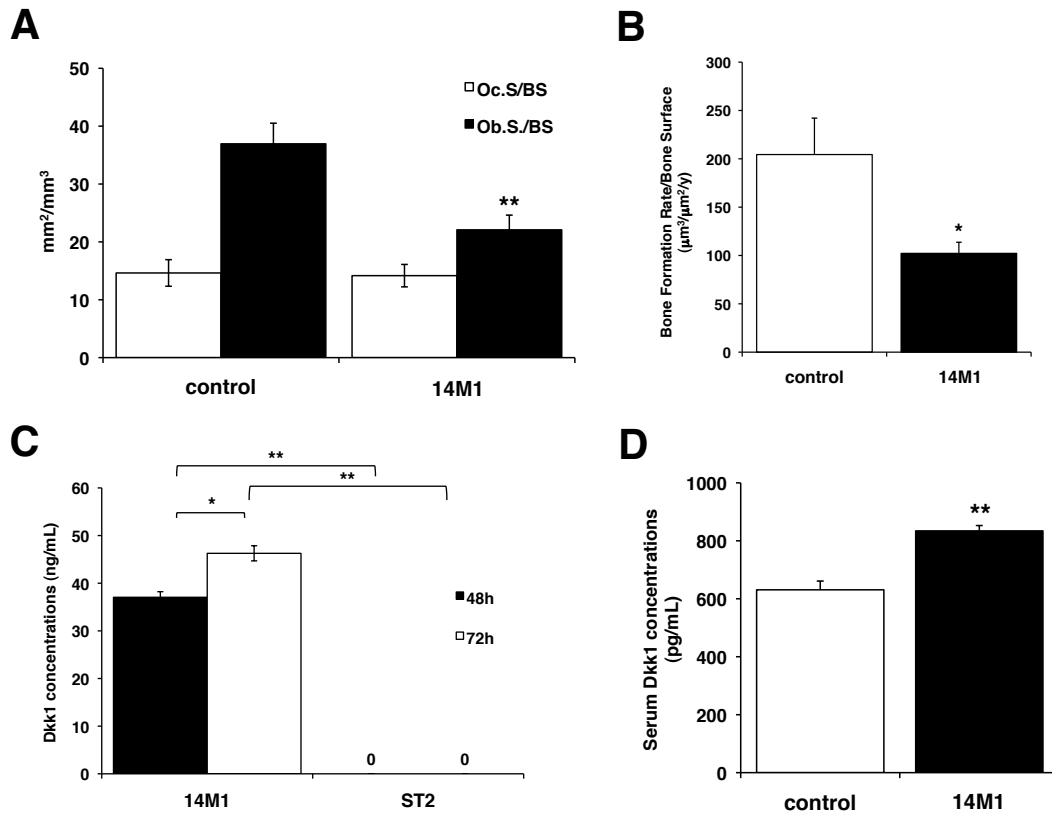 A
50
40
30
20
10
0
mm²/mm³
Oc.S/BS
Ob.S./BS
**
control
14M1
B
300
250
200
150
100
50
0
Bone Formation Rate/Bone Surface
(μm³/μm²/y)
*
control
14M1
C
60
50
40
30
20
10
0
Dkk1 concentrations (ng/mL)
**
**
*
48h
72h
0
0
14M1
ST2
D
1000
800
600
400
200
0
Serum Dkk1 concentrations
(pg/mL)
**
control
14M1